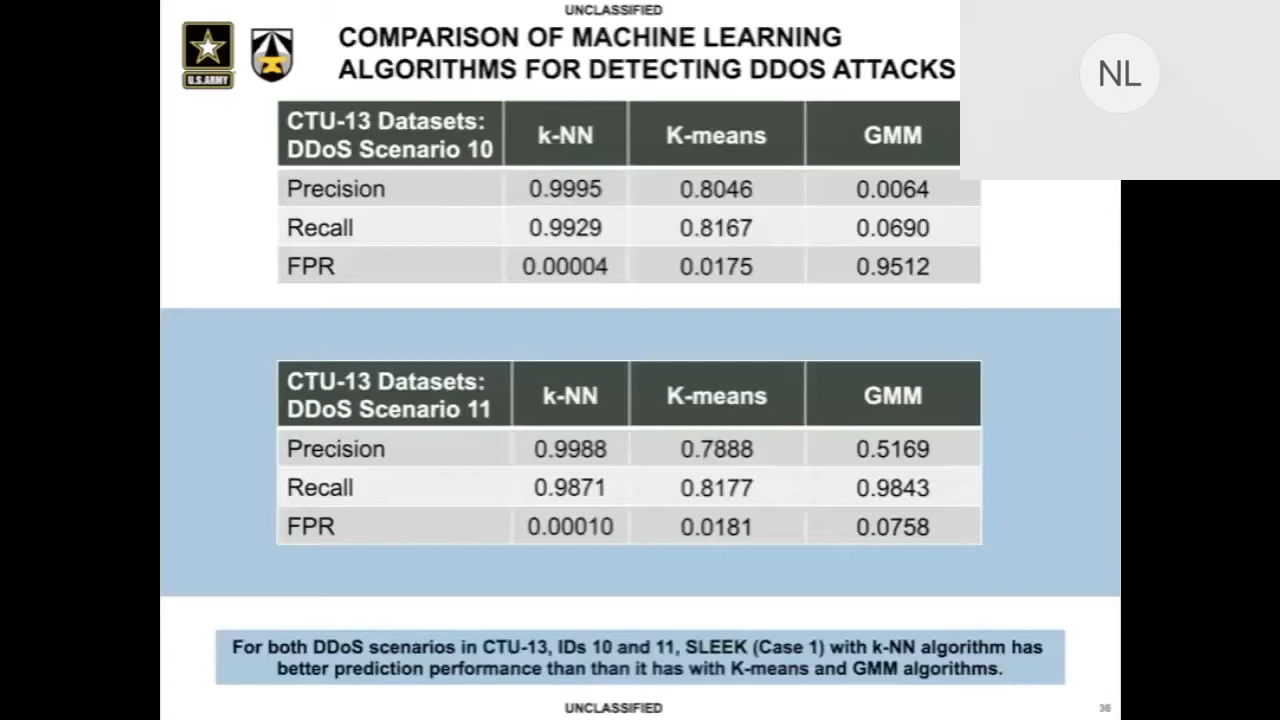 UNCLASSIFIED
COMPARISON OF MACHINE LEARNING
ALGORITHMS FOR DETECTING DDOS ATTACKS
U.S.ARMY
NL
CTU-13 Datasets:
DDoS Scenario 10 k-NN K-means GMM
Precision 0.9995 0.8046 0.0064
Recall 0.9929 0.8167 0.0690
FPR 0.00004 0.0175 0.9512
CTU-13 Datasets:
DDoS Scenario 11 k-NN K-means GMM
Precision 0.9988 0.7888 0.5169
Recall 0.9871 0.8177 0.9843
FPR 0.00010 0.0181 0.0758
For both DDoS scenarios in CTU-13, IDs 10 and 11, SLEEK (Case 1) with k-NN algorithm has
better prediction performance than than it has with K-means and GMM algorithms.
UNCLASSIFIED
36